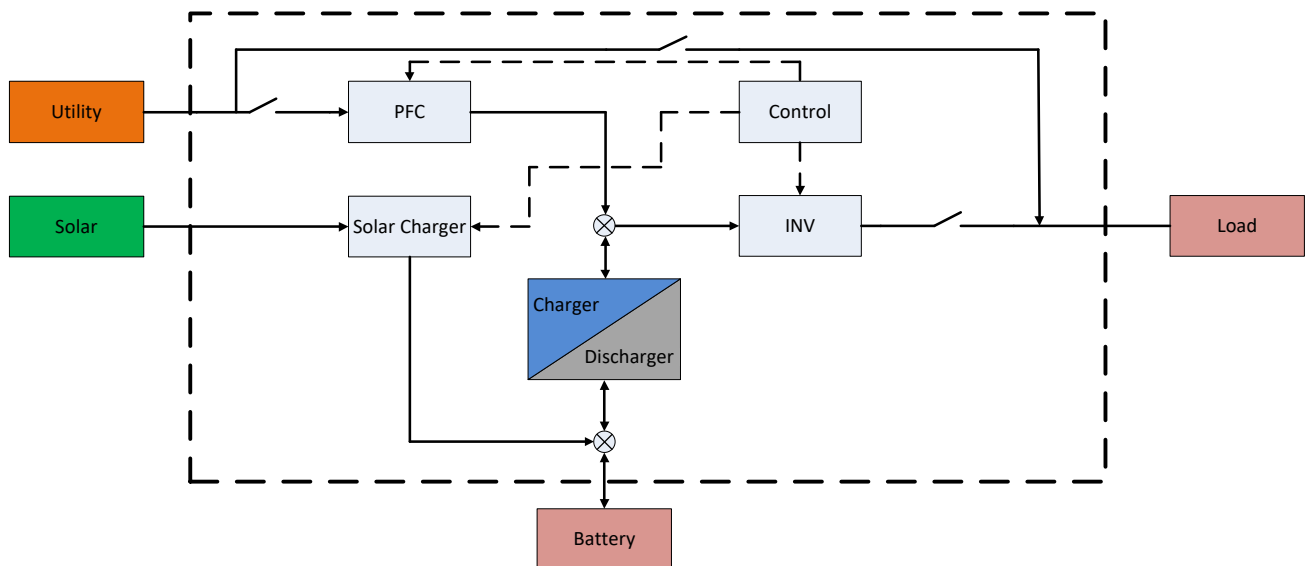 Utility
PFC
Control
Solar
Solar Charger
INV
Load
Charger
Discharger
Battery